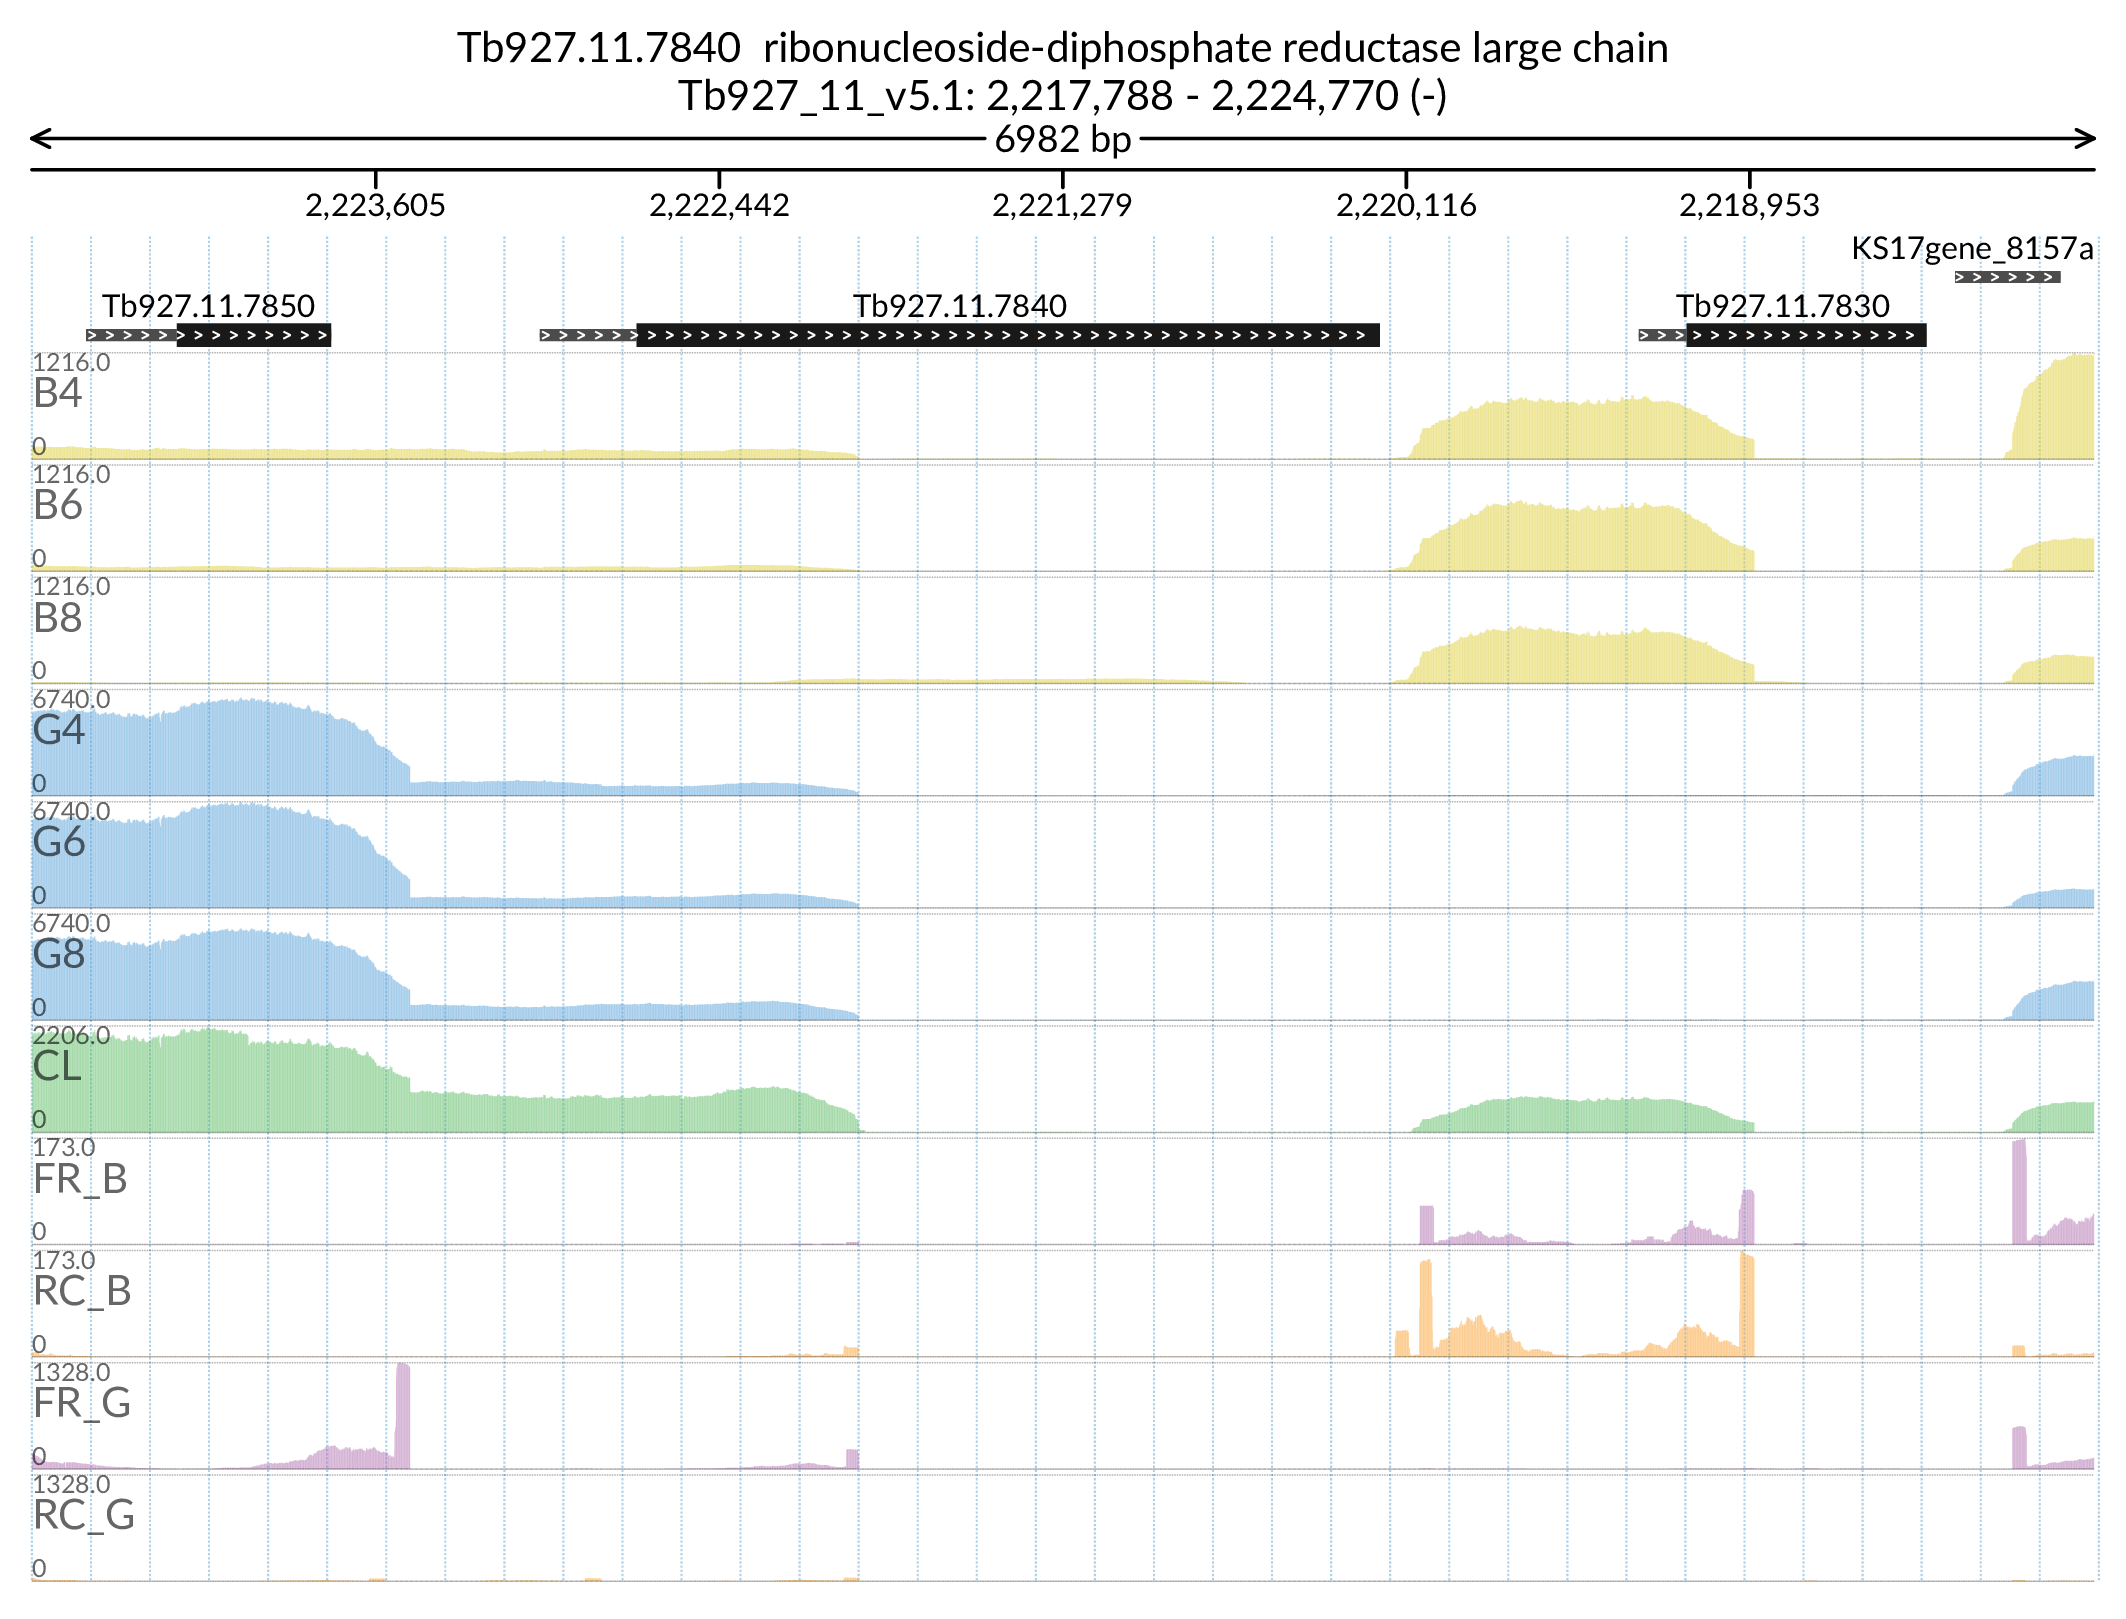 Tb927.11.7840 ribonucleoside-diphosphate reductase large chain
Tb927_11_v5.1: 2,217,788 - 2,224,770 (-)
6982 bp
2,223,605 2,222,442 2,221,279 2,220,116 2,218,953
KS17gene_8157a
Tb927.11.7850 Tb927.11.7840 Tb927.11.7830
1216.0
B4
0
1216.0
B6
0
1216.0
B8
0
6740.0
G4
0
6740.0
G6
0
6740.0
G8
0
2206.0
CL
0
173.0
FR_B
0
173.0
RC_B
0
1328.0
FR_G
0
1328.0
RC_G
0